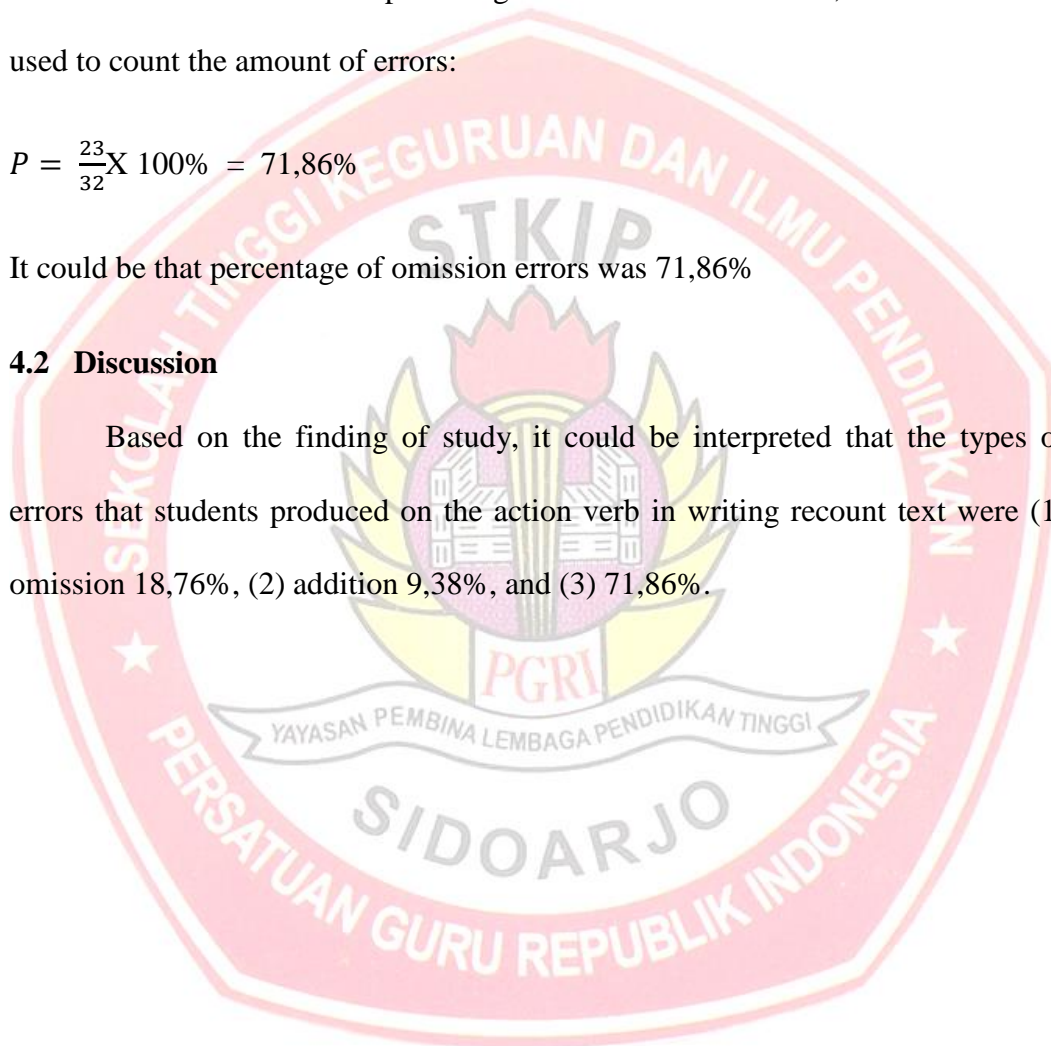 used to count the amount of errors:
P = 23/32 X 100% = 71,86%
It could be that percentage of omission errors was 71,86%
4.2 Discussion
Based on the finding of study, it could be interpreted that the types
errors that students produced on the action verb in writing recount text were (1
omission 18,76%, (2) addition 9,38%, and (3) 71,86%.
SEKOLAH TINGGI KEGURUAN DAN ILMU PENDIDIKAN
STKIP
PGRI
YAYASAN PEMBINA LEMBAGA PENDIDIKAN TINGGI
SIDOARJO
PERSATUAN GURU REPUBLIK INDONESIA